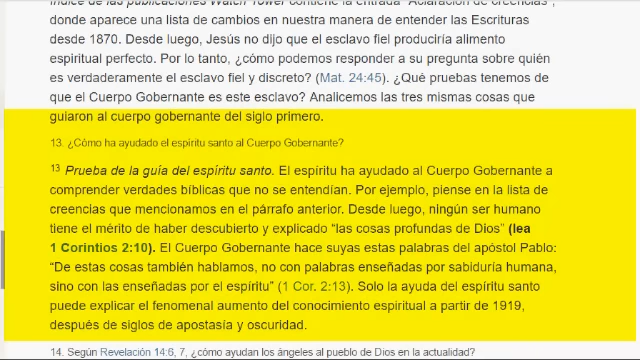 Índice de las publicaciones Watch Tower contiene la entrada "Aclaración de creencias",
donde aparece una lista de cambios en nuestra manera de entender las Escrituras
desde 1870. Desde luego, Jesús no dijo que el esclavo fiel produciría alimento
espiritual perfecto. Por lo tanto, ¿cómo podemos responder a su pregunta sobre quién
es verdaderamente el esclavo fiel y discreto? (Mat. 24:45). ¿Qué pruebas tenemos de
que el Cuerpo Gobernante es este esclavo? Analicemos las tres mismas cosas que
guiaron al cuerpo gobernante del siglo primero.
13. ¿Cómo ha ayudado el espíritu santo al Cuerpo Gobernante?
13 Prueba de la guía del espíritu santo. El espíritu ha ayudado al Cuerpo Gobernante a
comprender verdades bíblicas que no se entendían. Por ejemplo, piense en la lista de
creencias que mencionamos en el párrafo anterior. Desde luego, ningún ser humano
tiene el mérito de haber descubierto y explicado “las cosas profundas de Dios” (lea
1 Corintios 2:10). El Cuerpo Gobernante hace suyas estas palabras del apóstol Pablo:
“De estas cosas también hablamos, no con palabras enseñadas por sabiduría humana,
sino con las enseñadas por el espíritu” (1 Cor. 2:13). Solo la ayuda del espíritu santo
puede explicar el fenomenal aumento del conocimiento espiritual a partir de 1919,
después de siglos de apostasía y oscuridad.
14. Según Revelación 14:6, 7, ¿cómo ayudan los ángeles al pueblo de Dios en la actualidad?